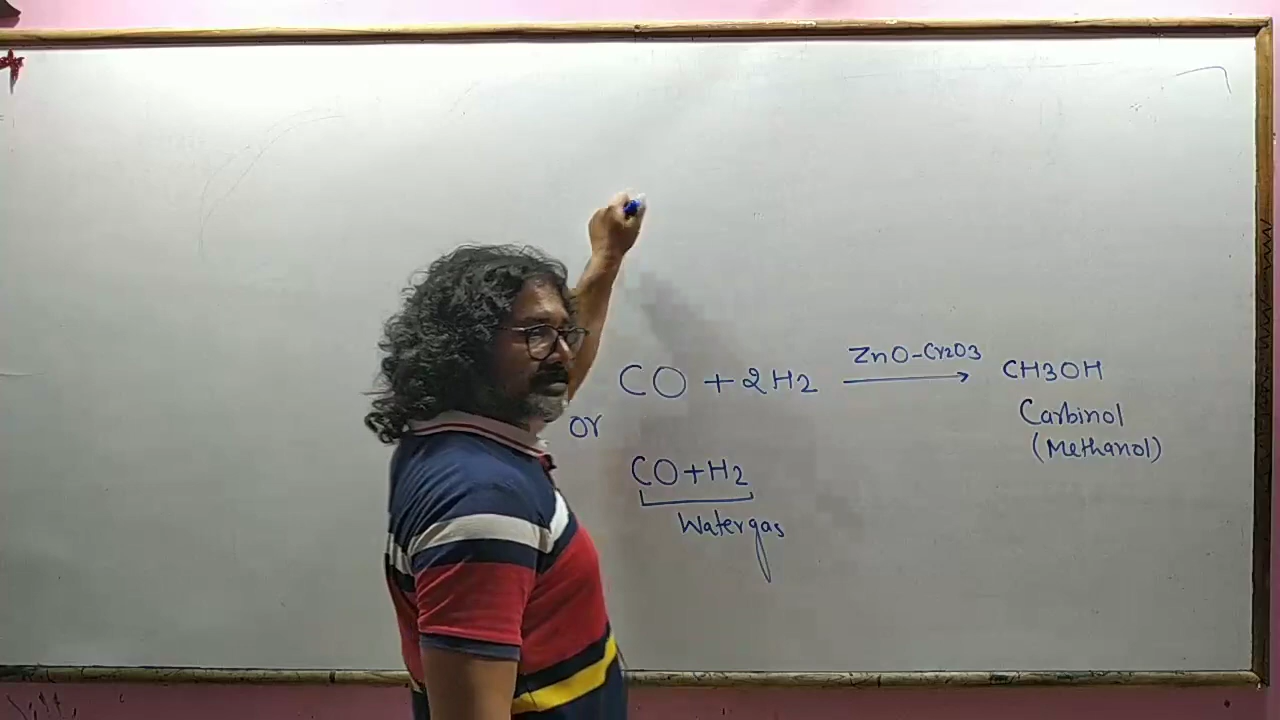 ZnO-Cr2O3
CO + 2H2 → CH3OH
or
Carbinol
(Methanol)
CO+H2
Watergas